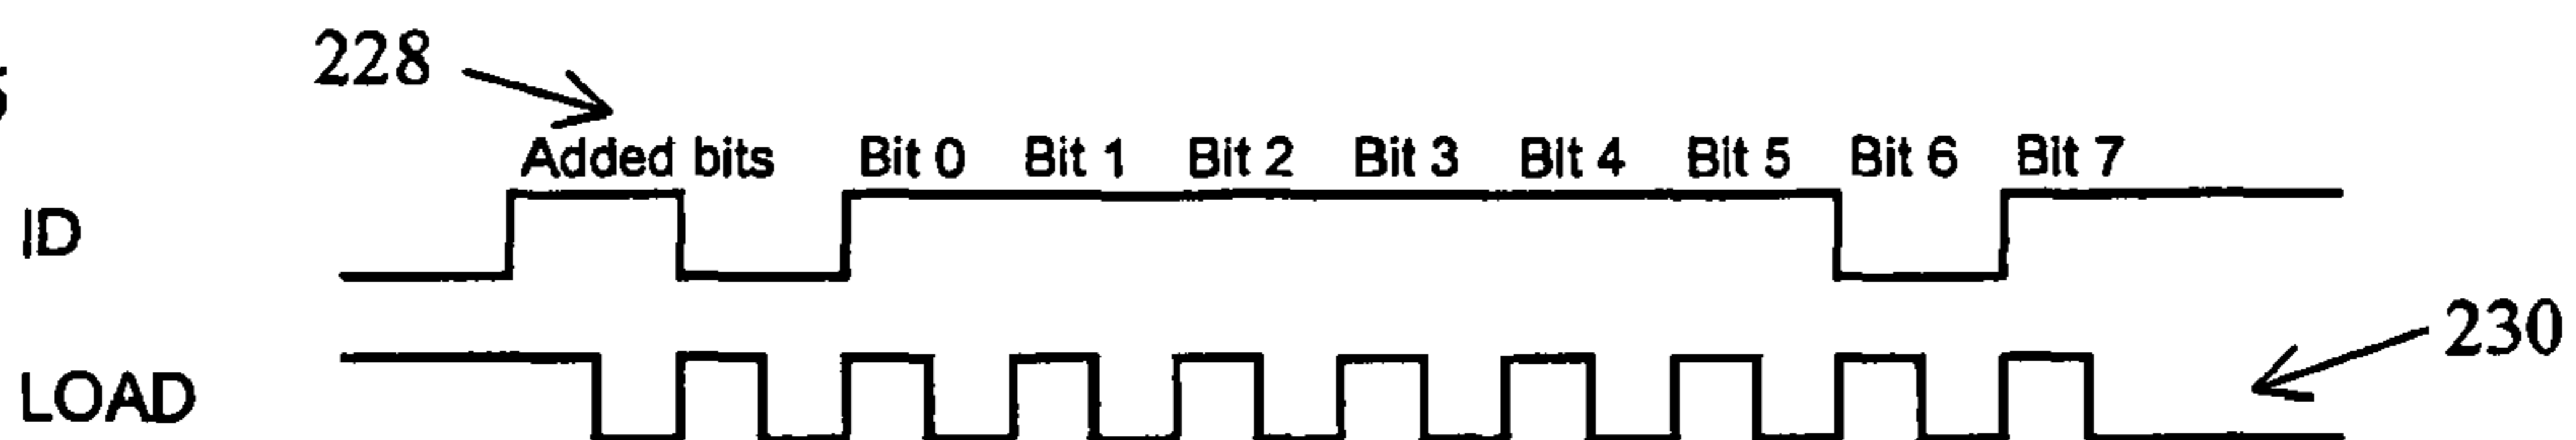 228
Added bits Bit 0 Bit 1 Bit 2 Bit 3 Bit 4 Bit 5 Bit 6 Bit 7
ID
230
LOAD